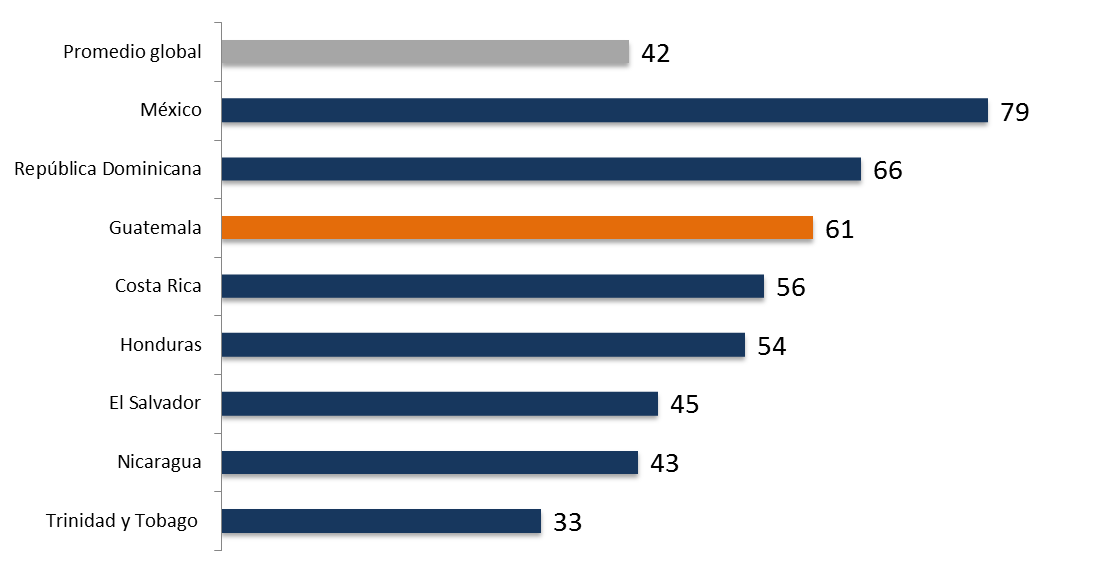 Promedio global 42
México 79
República Dominicana 66
Guatemala 61
Costa Rica 56
Honduras 54
El Salvador 45
Nicaragua 43
Trinidad y Tobago 33